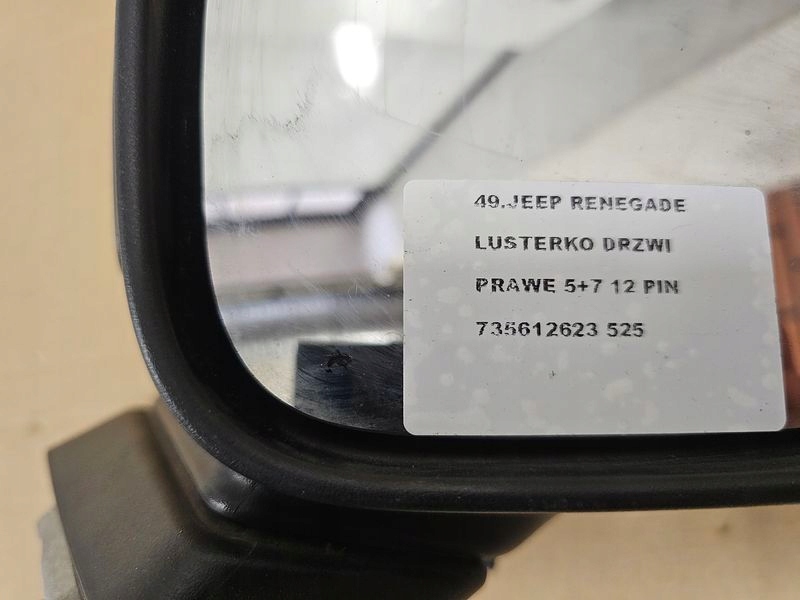 49.JEEP RENEGADE
LUSTERKO DRZWI
PRAWE 5+7 12 PIN
735612623 525